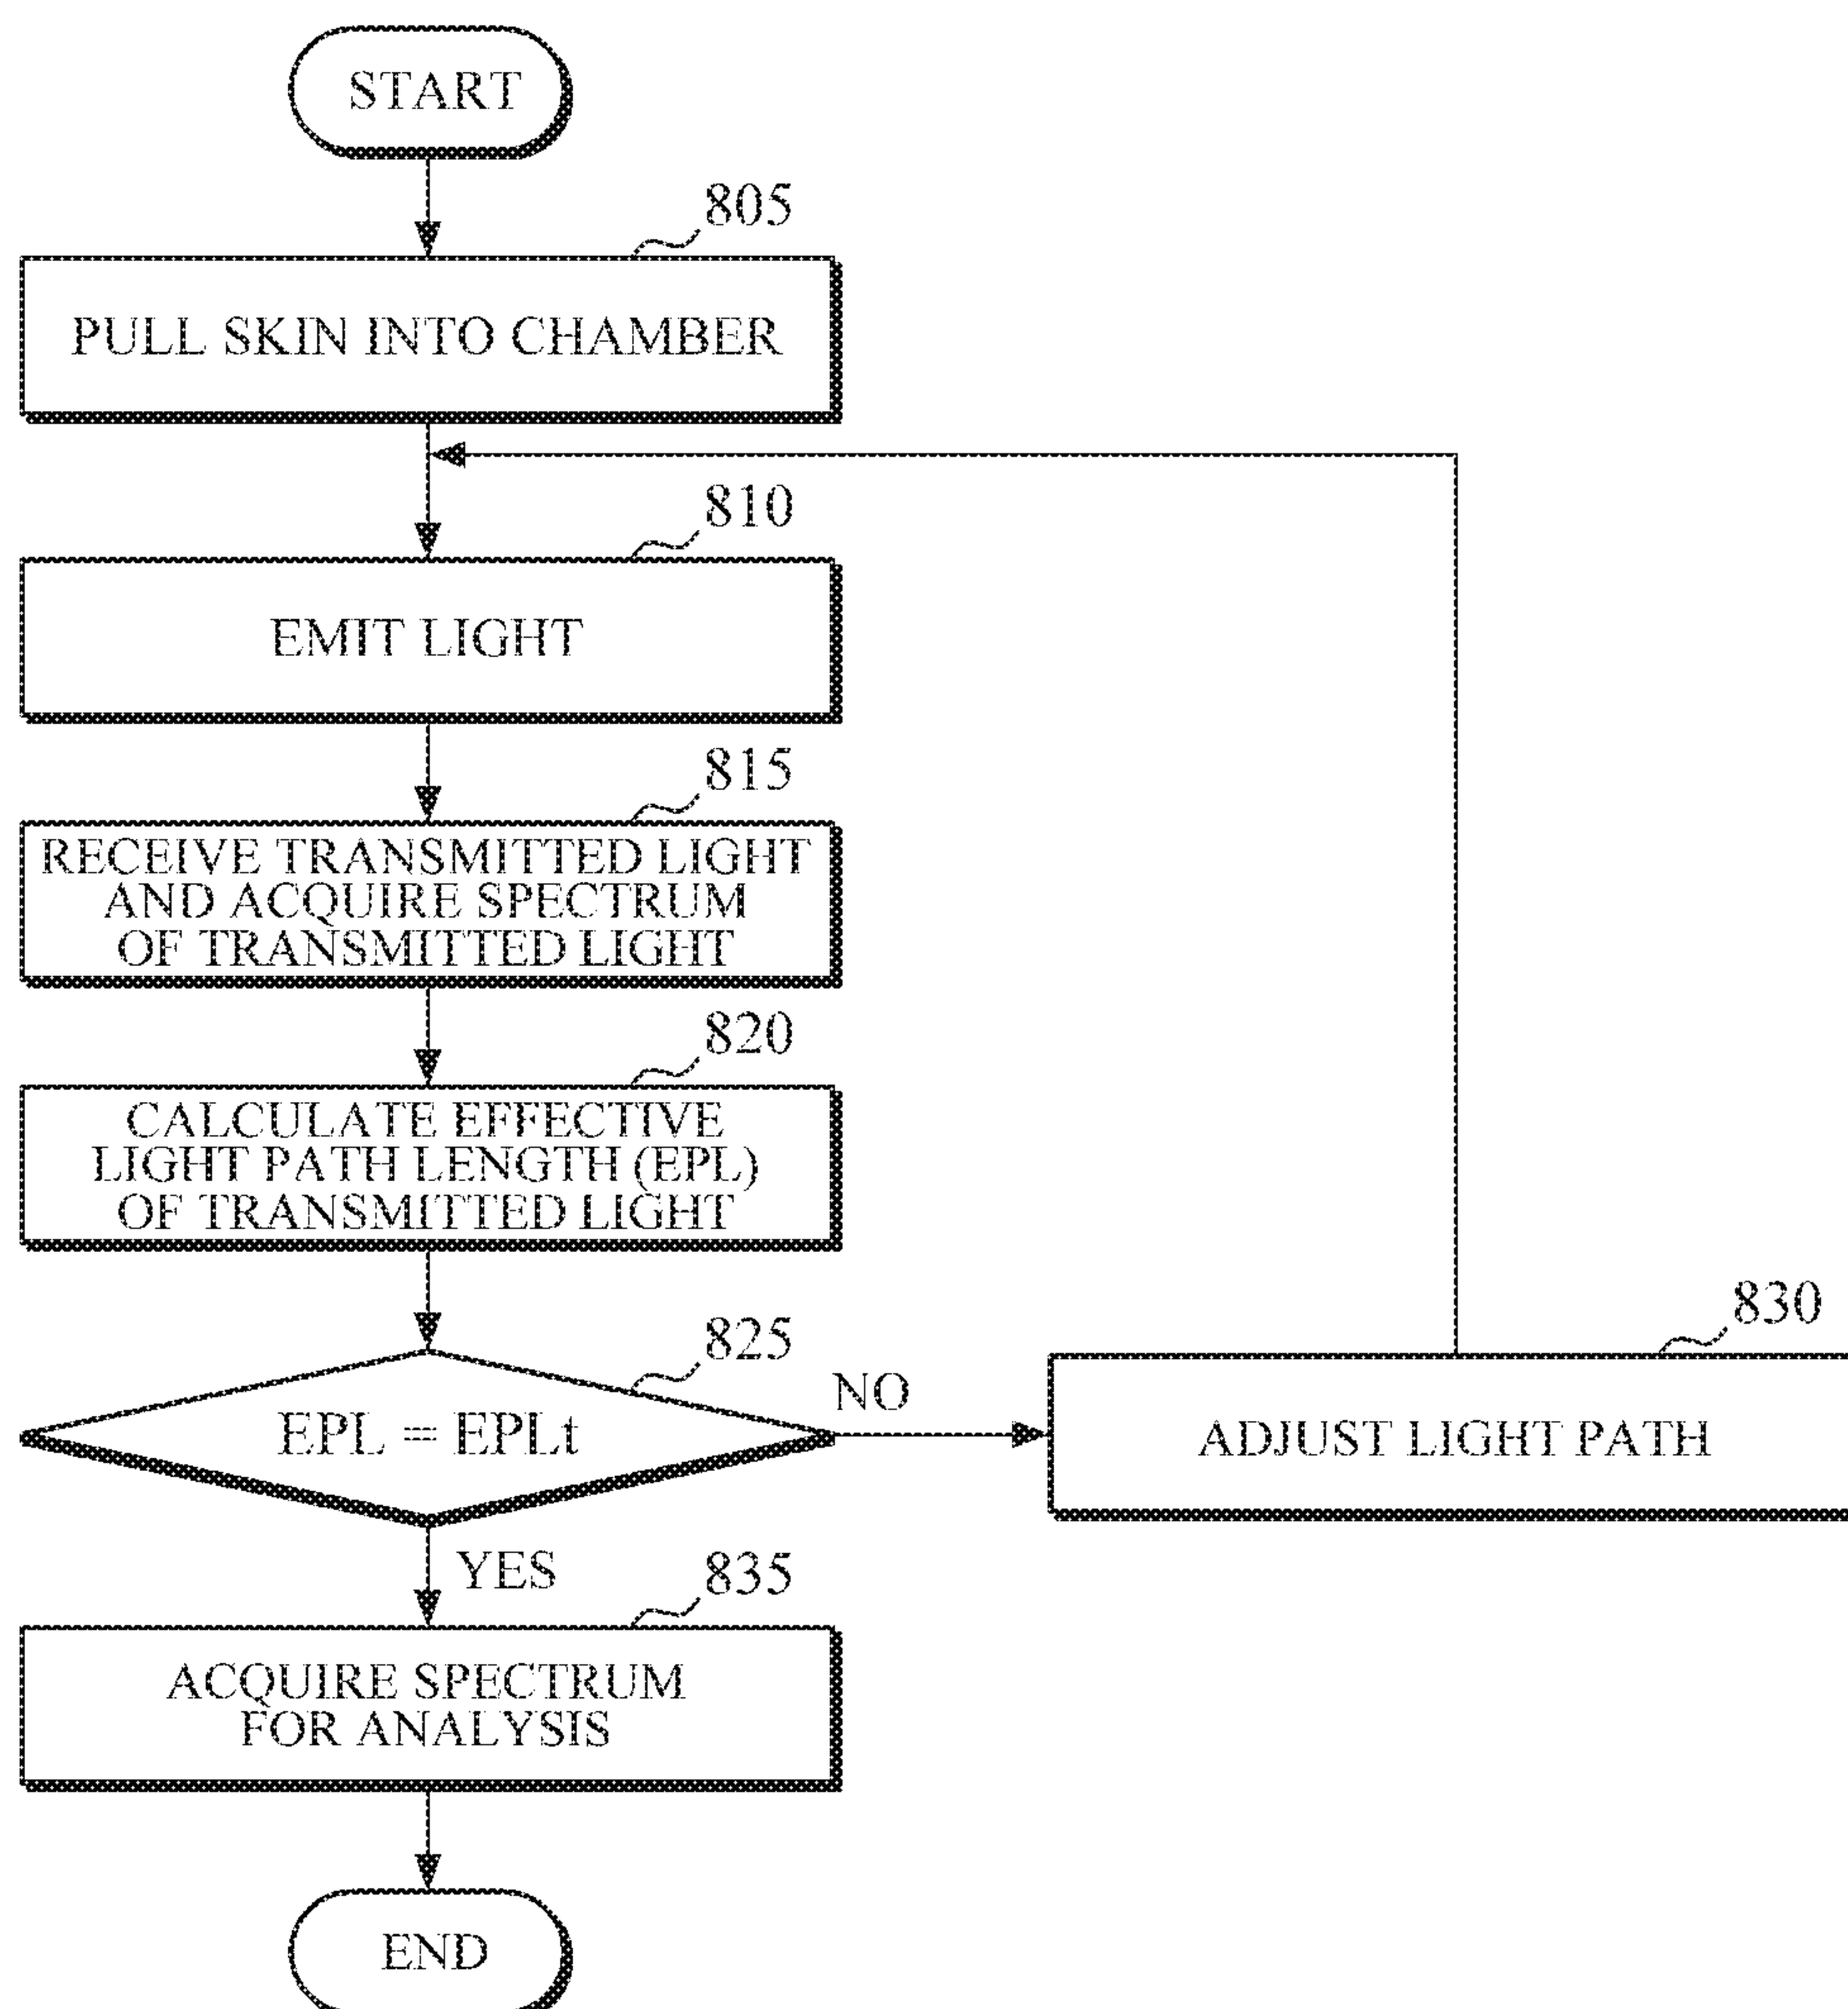 START
805
PULL SKIN INTO CHAMBER
810
EMIT LIGHT
815
RECEIVE TRANSMITTED LIGHT
AND ACQUIRE SPECTRUM
OF TRANSMITTED LIGHT
820
CALCULATE EFFECTIVE
LIGHT PATH LENGTH (EPL)
OF TRANSMITTED LIGHT
825
EPL = EPLt
NO
830
ADJUST LIGHT PATH
YES
835
ACQUIRE SPECTRUM
FOR ANALYSIS
END